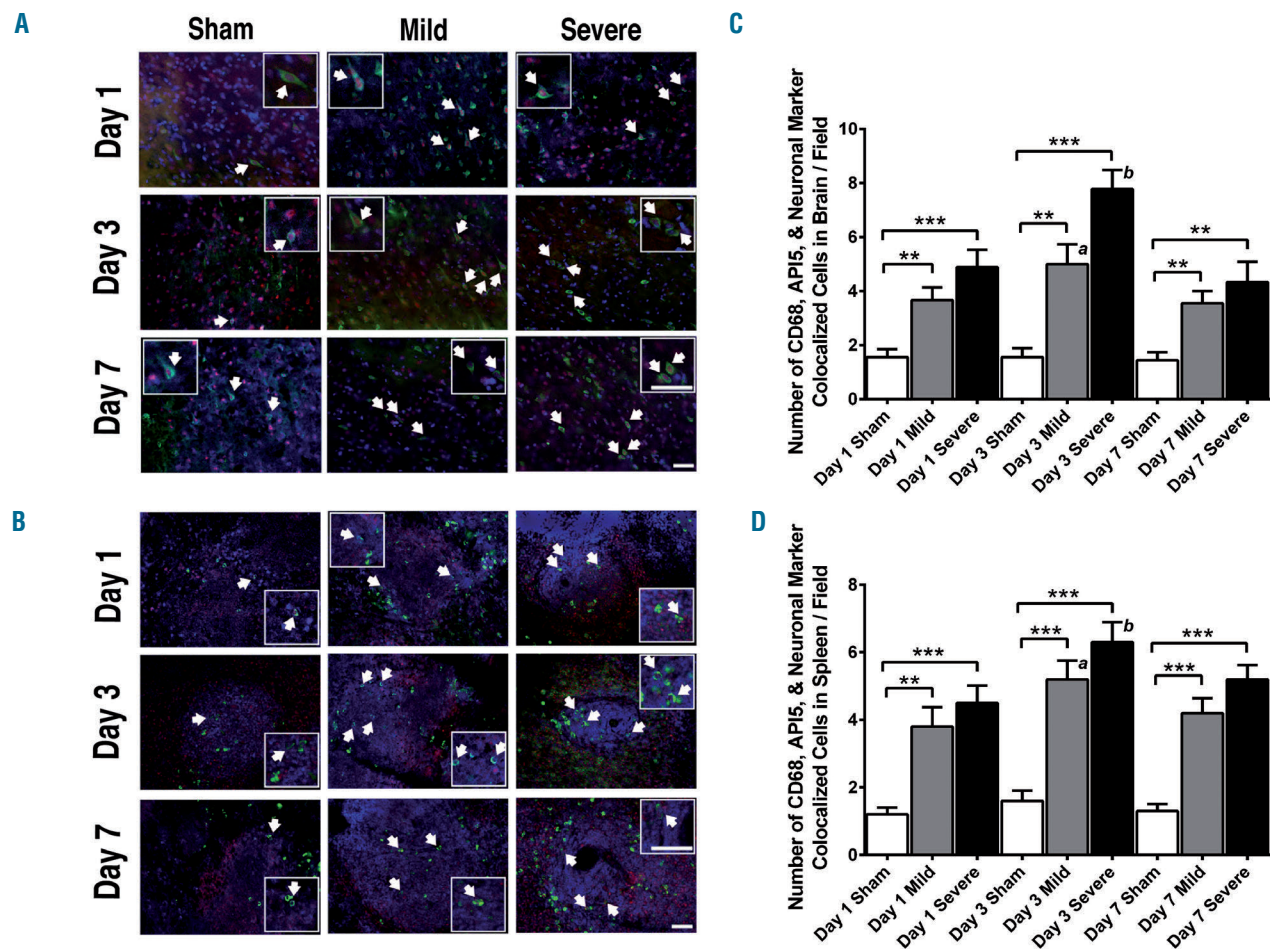 A
Sham Mild Severe
Day 1
Day 3
Day 7
B
Day 1
Day 3
Day 7
C
Number of CD68, API5, & Neuronal Marker
Colocalized Cells in Brain / Field
10
8
6
4
2
0
** *** ** *** ** **
a b
Day 1 Sham
Day 1 Mild
Day 1 Severe
Day 3 Sham
Day 3 Mild
Day 3 Severe
Day 7 Sham
Day 7 Mild
Day 7 Severe
D
Number of CD68, API5, & Neuronal Marker
Colocalized Cells in Spleen / Field
8
6
4
2
0
** *** *** *** *** ***
a b
Day 1 Sham
Day 1 Mild
Day 1 Severe
Day 3 Sham
Day 3 Mild
Day 3 Severe
Day 7 Sham
Day 7 Mild
Day 7 Severe